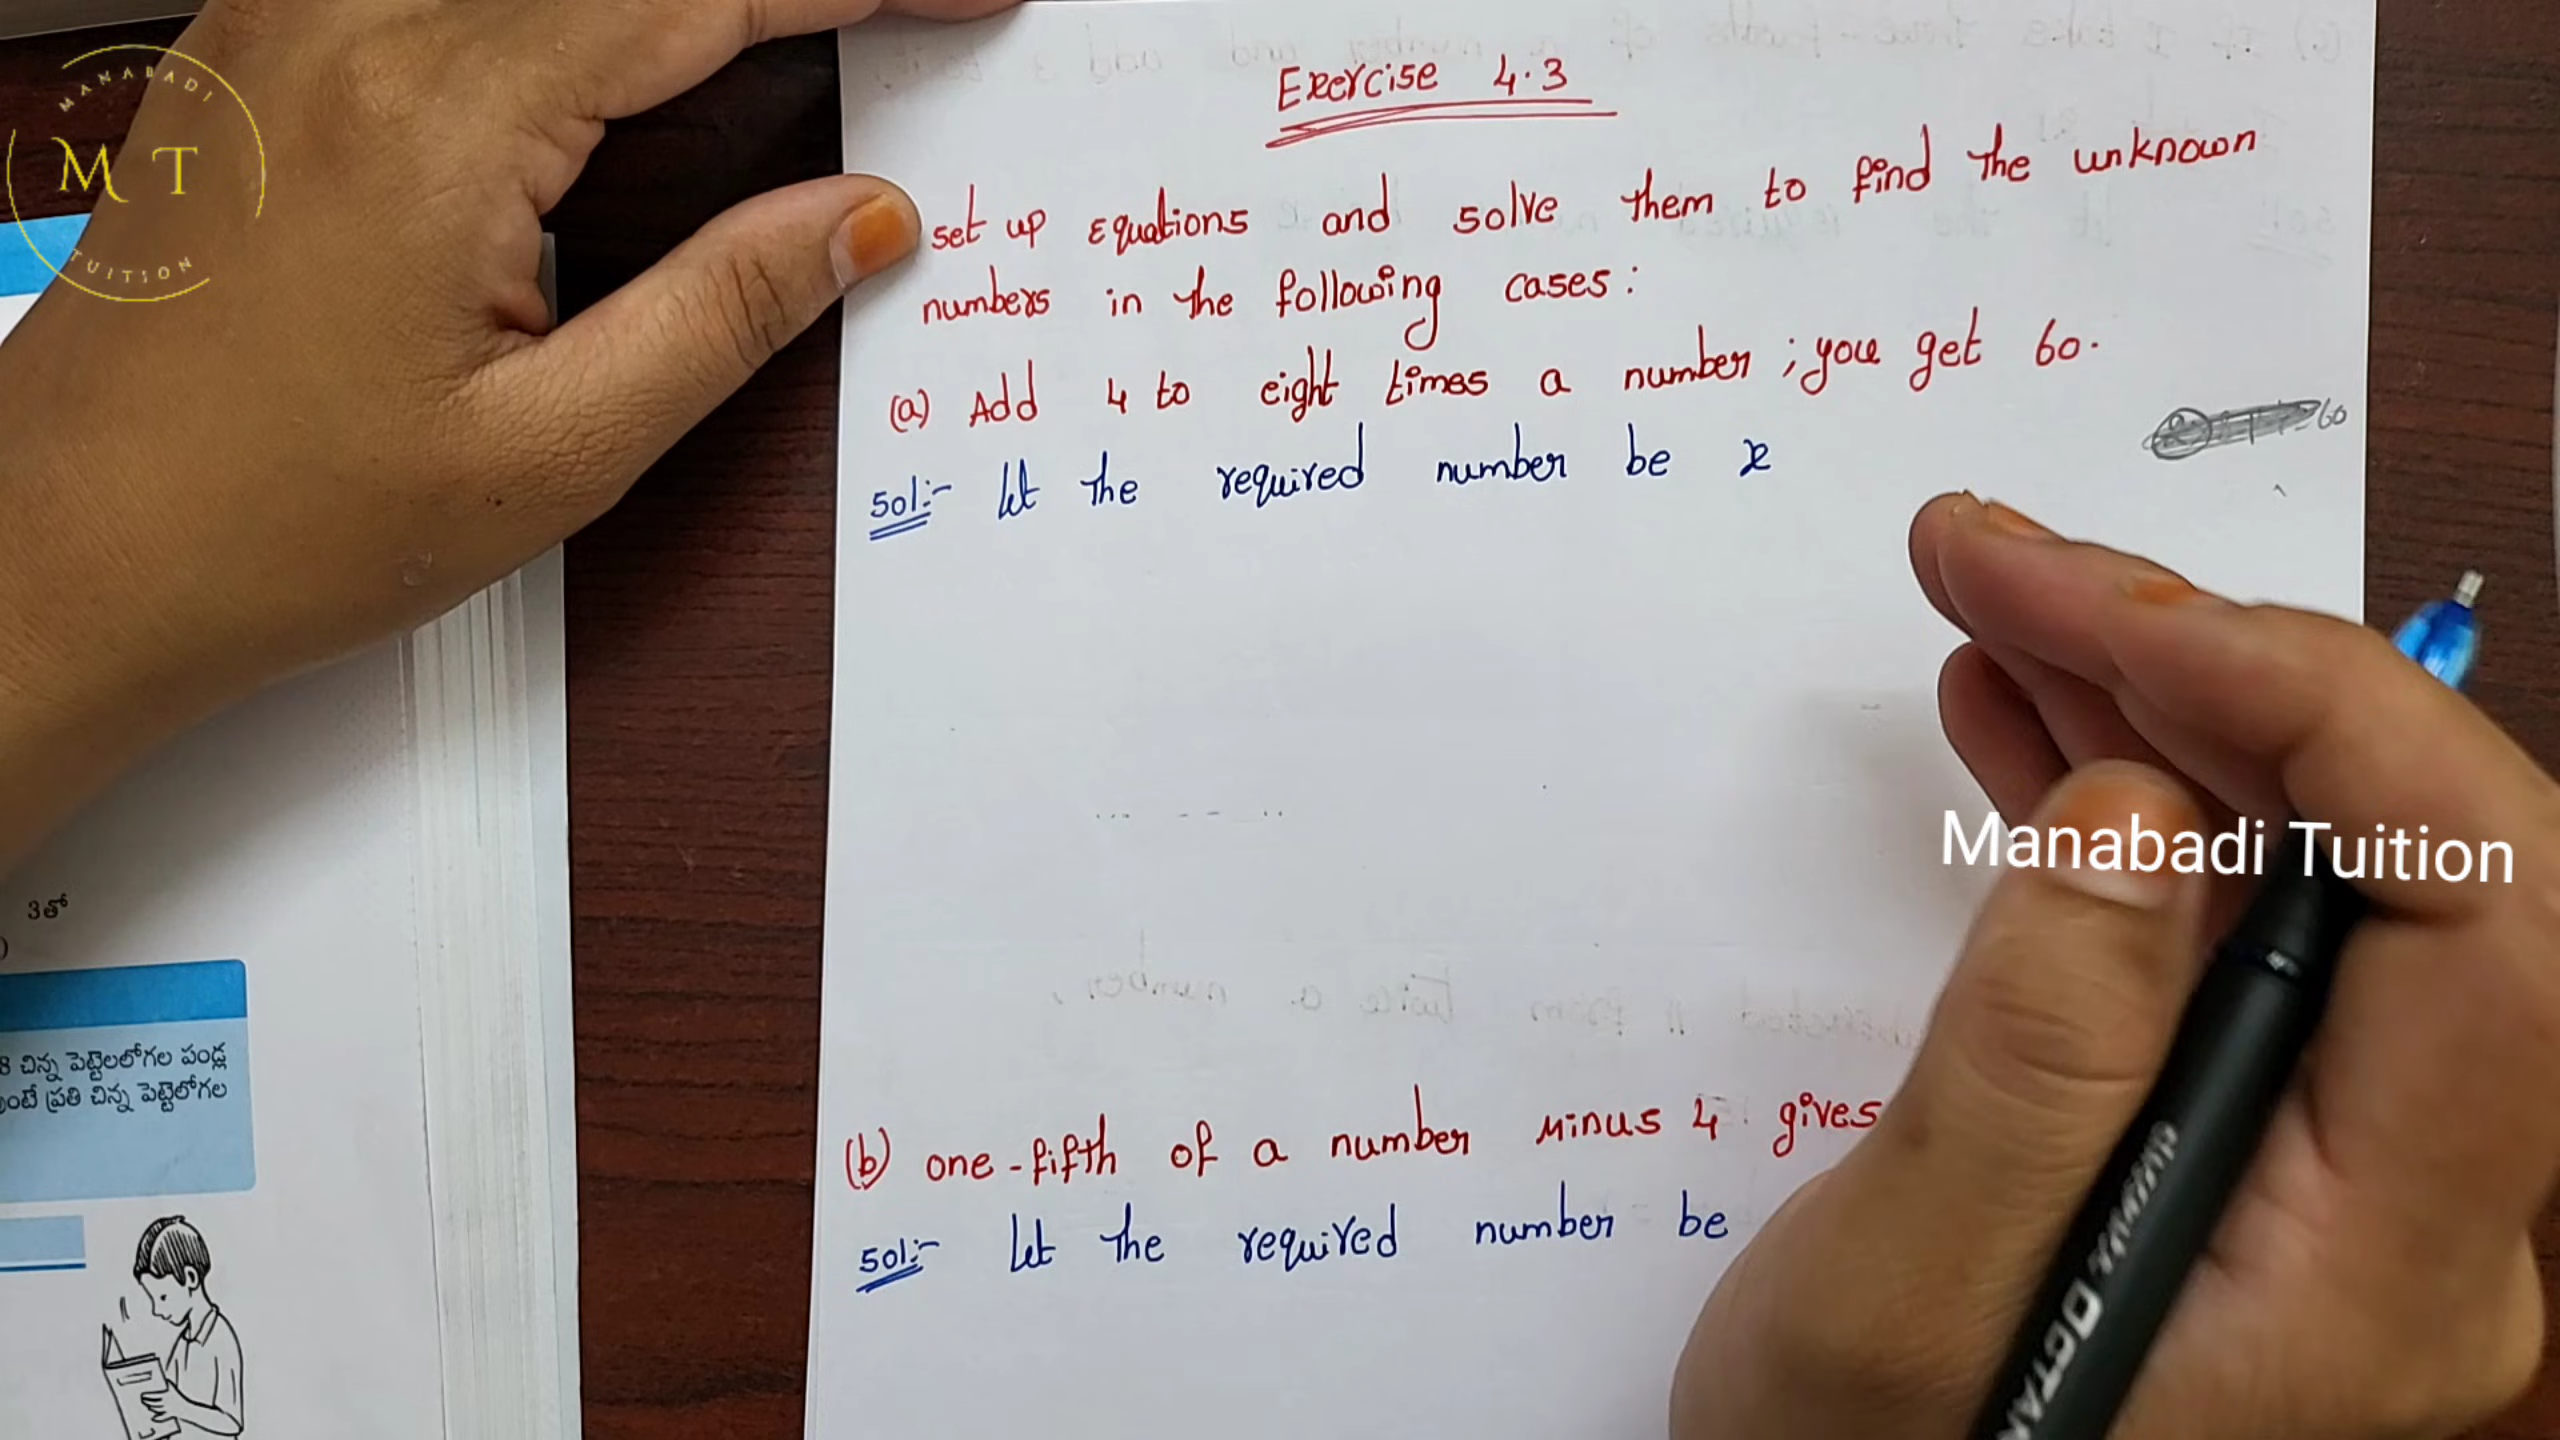 MANABADI
M T
TUITION
Exercise 4.3
set up Equations and solve them to find the unknown
numbers in the following cases:
(a) Add 4 to eight times a number ; you get 60.
60
Sol:- let the required number be x
Manabadi Tuition
(b) one-fifth of a number minus 4 gives
Sol:- let the required number be
3తో
8 చిన్న పెట్టెలలోగల పండ్ల
ఉంటే ప్రతి చిన్న పెట్టెలోగల
OCTANE